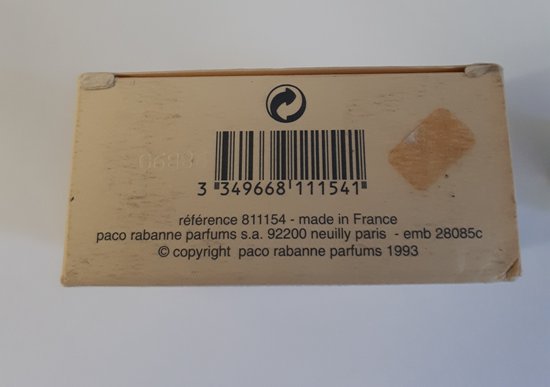 3 349668 111541
référence 811154 - made in France
paco rabanne parfums s.a. 92200 neuilly paris - emb 28085c
© copyright paco rabanne parfums 1993